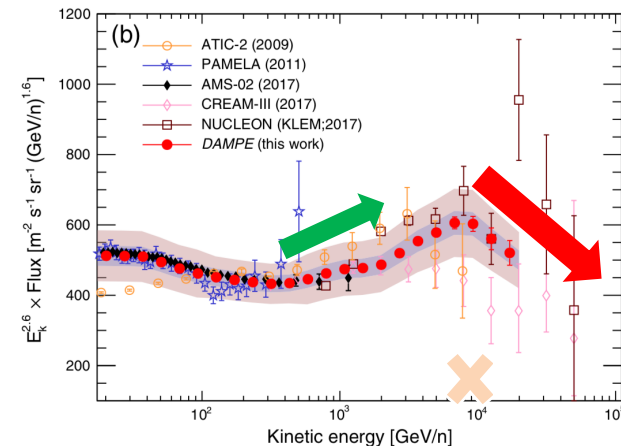 (b)
ATIC-2 (2009)
PAMELA (2011)
AMS-02 (2017)
CREAM-III (2017)
NUCLEON (KLEM;2017)
DAMPE (this work)
1200
1000
800
600
400
200
E_k^2.6 × Flux [m^-2 s^-1 sr^-1 (GeV/n)^1.6]
10^2
10^3
10^4
10^5
Kinetic energy [GeV/n]